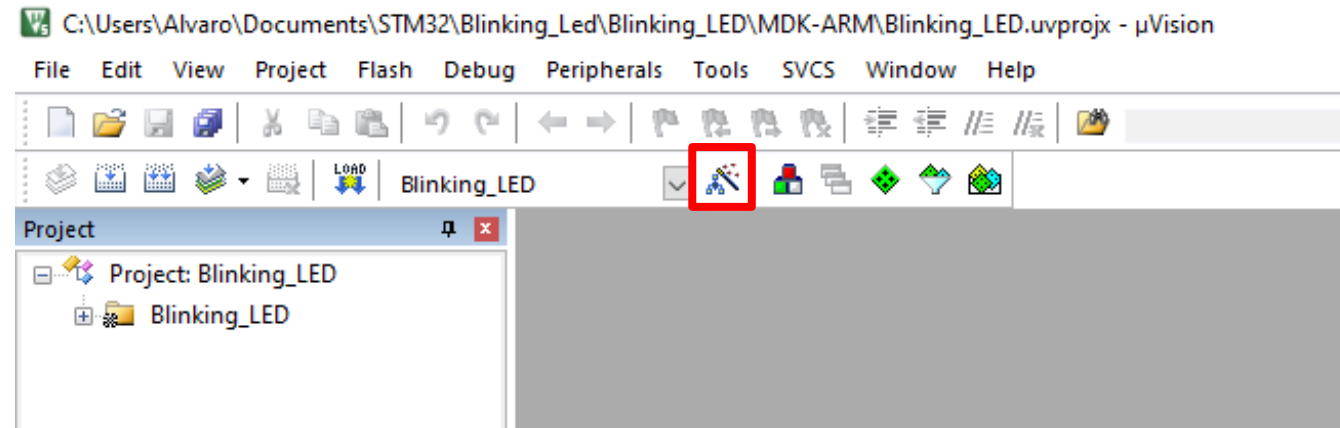 C:\Users\Alvaro\Documents\STM32\Blinking_Led\Blinking_LED\MDK-ARM\Blinking_LED.uvprojx - µVision
File Edit View Project Flash Debug Peripherals Tools SVCS Window Help
LOAD Blinking_LED
Project
Project: Blinking_LED
Blinking_LED